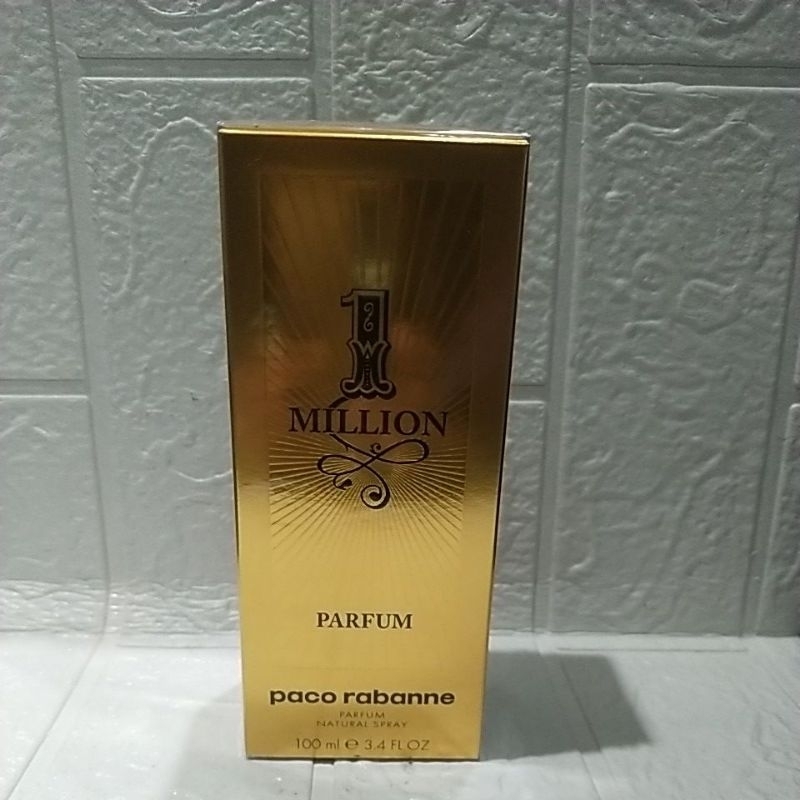 1
MILLION
PARFUM
paco rabanne
PARFUM
NATURAL SPRAY
100 ml ℮ 3.4 FL OZ